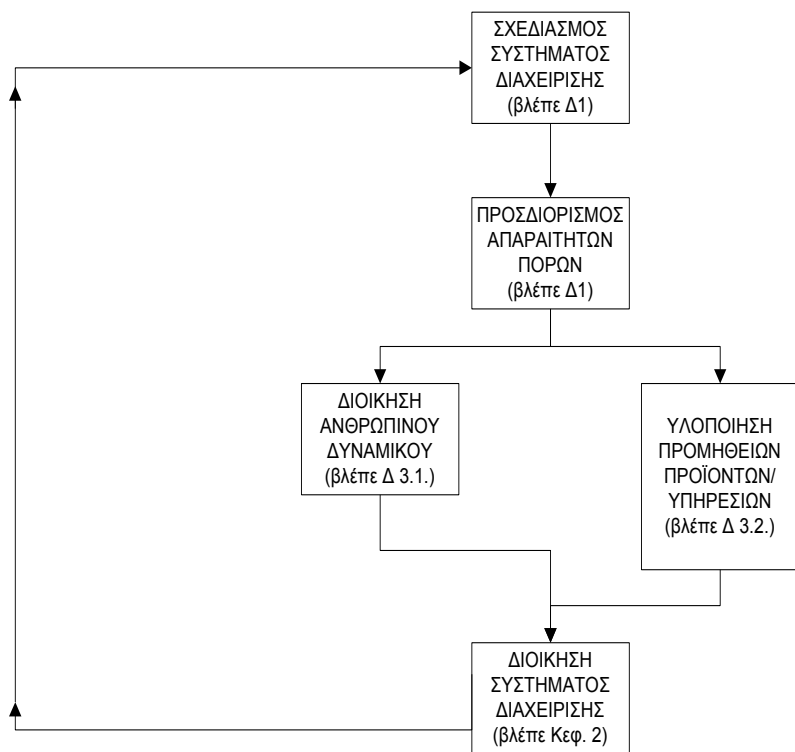 ΣΧΕΔΙΑΣΜΟΣ
ΣΥΣΤΗΜΑΤΟΣ
ΔΙΑΧΕΙΡΙΣΗΣ
(βλέπε Δ1)
ΠΡΟΣΔΙΟΡΙΣΜΟΣ
ΑΠΑΡΑΙΤΗΤΩΝ
ΠΟΡΩΝ
(βλέπε Δ1)
ΔΙΟΙΚΗΣΗ
ΑΝΘΡΩΠΙΝΟΥ
ΔΥΝΑΜΙΚΟΥ
(βλέπε Δ 3.1.)
ΥΛΟΠΟΙΗΣΗ
ΠΡΟΜΗΘΕΙΩΝ
ΠΡΟΪΟΝΤΩΝ/
ΥΠΗΡΕΣΙΩΝ
(βλέπε Δ 3.2.)
ΔΙΟΙΚΗΣΗ
ΣΥΣΤΗΜΑΤΟΣ
ΔΙΑΧΕΙΡΙΣΗΣ
(βλέπε Κεφ. 2)